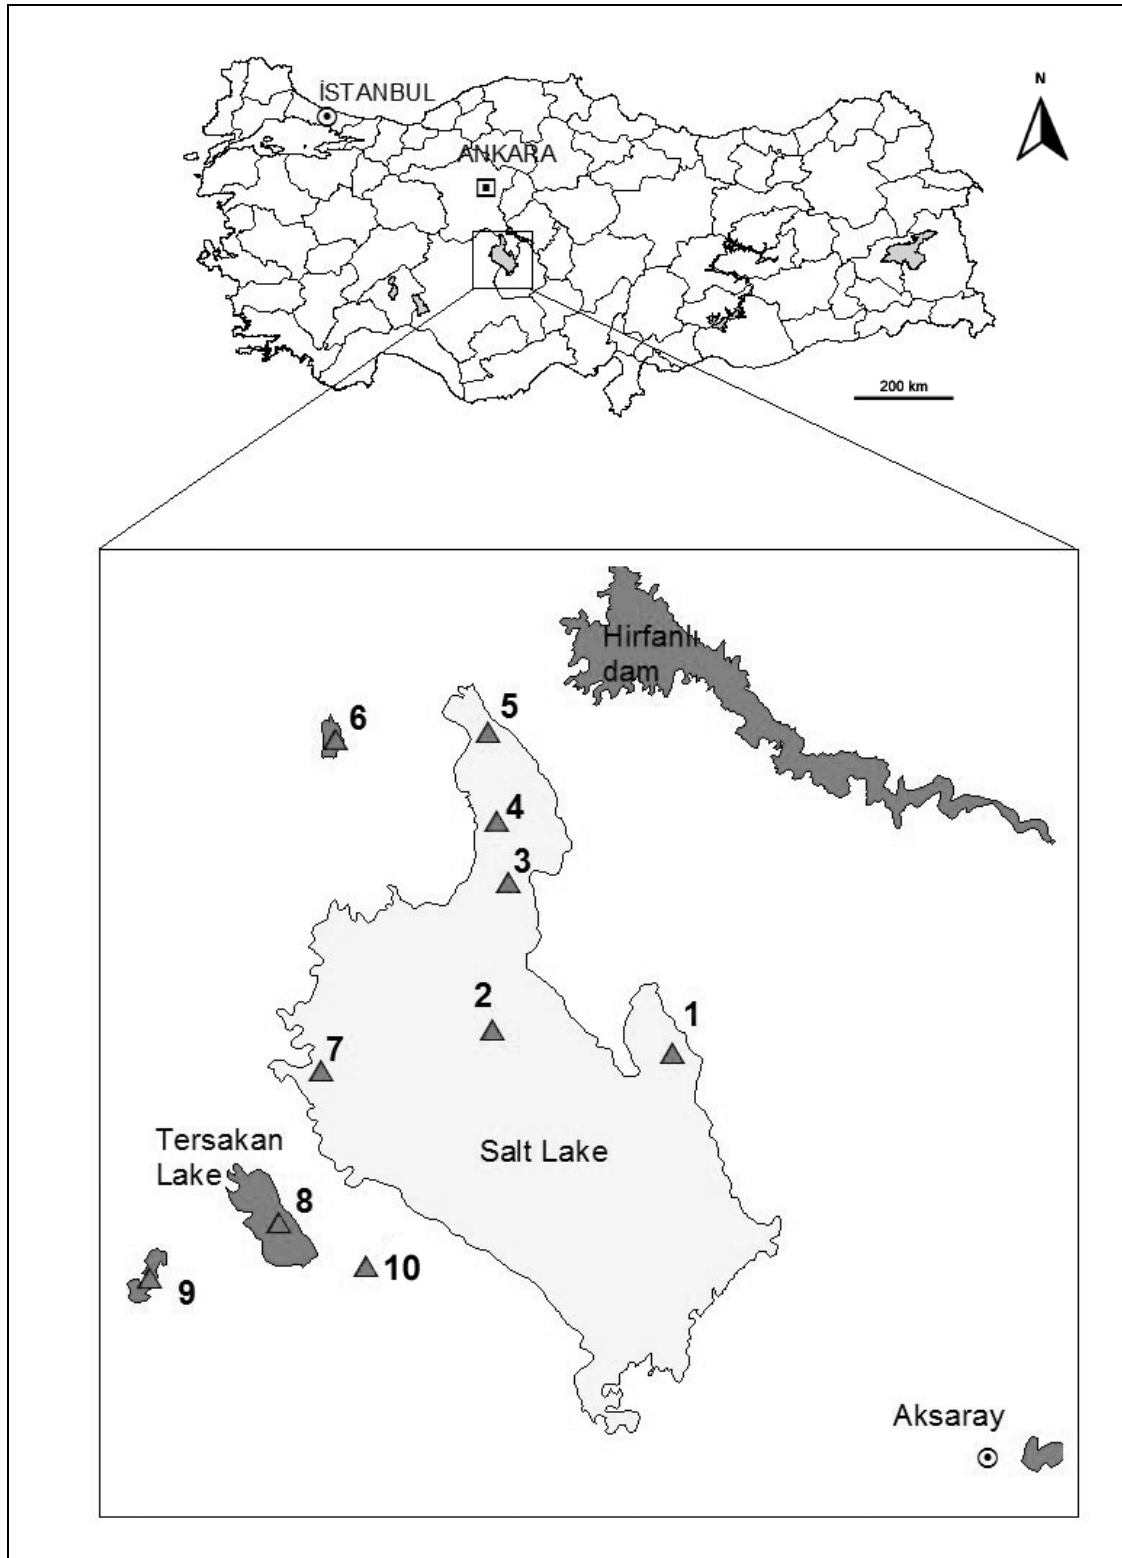 İSTANBUL
N
ANKARA
200 km
Hirfanlı
dam
5
6
4
3
2
1
7
Tersakan
Lake
Salt Lake
8
10
9
Aksaray